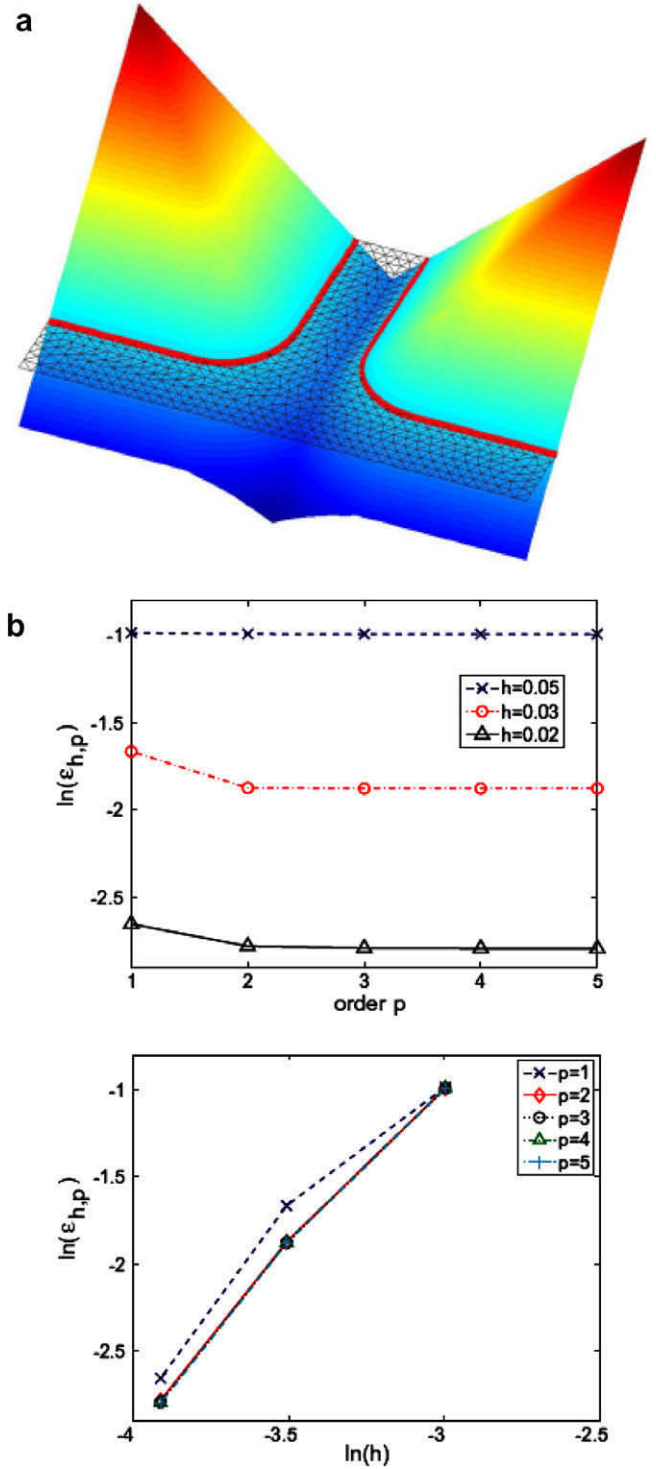 a
b
-1
-1.5
-2
-2.5
ln(ε_{h,p})
h=0.05
h=0.03
h=0.02
1 2 3 4 5
order p
-1
-1.5
-2
-2.5
-3
ln(ε_{h,p})
p=1
p=2
p=3
p=4
p=5
-4 -3.5 -3 -2.5
ln(h)